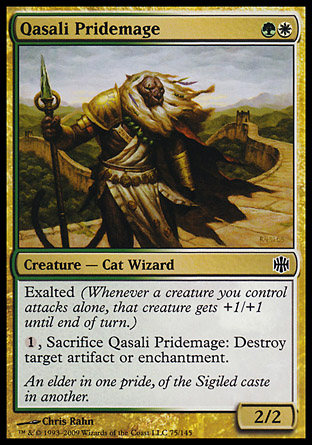 Qasali Pridemage
Creature — Cat Wizard
Exalted (Whenever a creature you control
attacks alone, that creature gets +1/+1
until end of turn.)
1, Sacrifice Qasali Pridemage: Destroy
target artifact or enchantment.
An elder in one pride, of the Sigiled caste
in another.
Chris Rahn
2/2
™ & © 1993–2009 Wizards of the Coast LLC 75/145